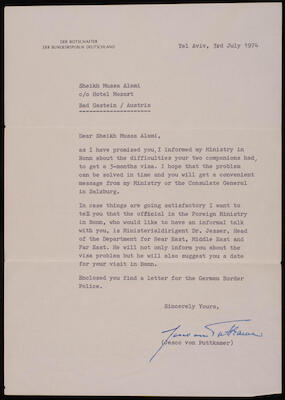 DER BOTSCHAFTER
DER BUNDESREPUBLIK DEUTSCHLAND
Tel Aviv, 3rd July 1974
Sheikh Mussa Alami
c/o Hotel Mozart
Bad Gastein / Austria
Dear Sheikh Mussa Alami,
as I have promised you, I informed my Ministry in
Bonn about the difficulties your two companions had,
to get a 3-months visa. I hope that the problem
can be solved in time and you will get a convenient
message from my Ministry or the Consulate General
in Salzburg.
In case things are going satisfactory I want to
tell you that the official in the Foreign Ministry
in Bonn, who would like to have an informal talk
with you, is Ministerialdirigent Dr. Jesser, Head
of the Department for Near East, Middle East and
Far East. He will not only inform you about the
visa problem but he will also suggest you a date
for your visit in Bonn.
Enclosed you find a letter for the German Border
Police.
Sincerely Yours,
Jesco von Puttkamer
(Jesco von Puttkamer)